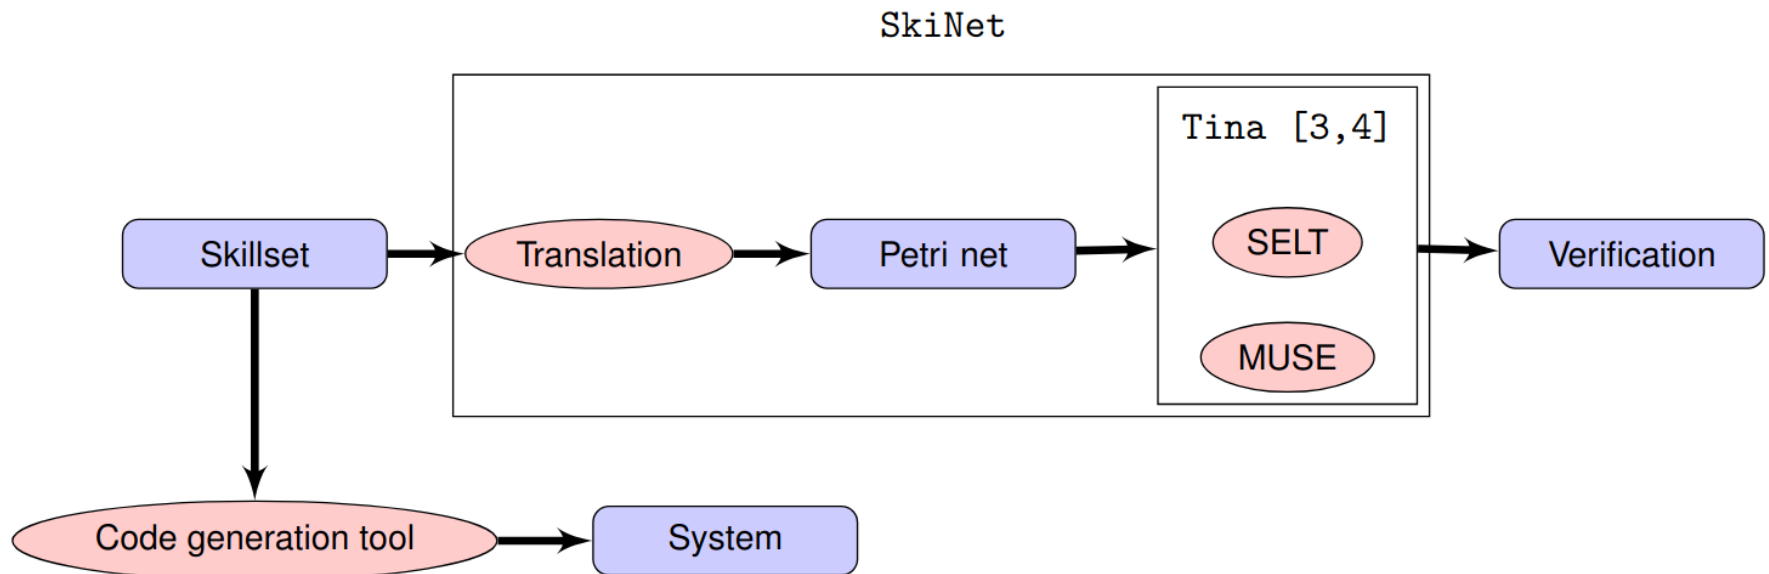 SkiNet
Tina [3,4]
Skillset
Translation
Petri net
SELT
Verification
MUSE
Code generation tool
System